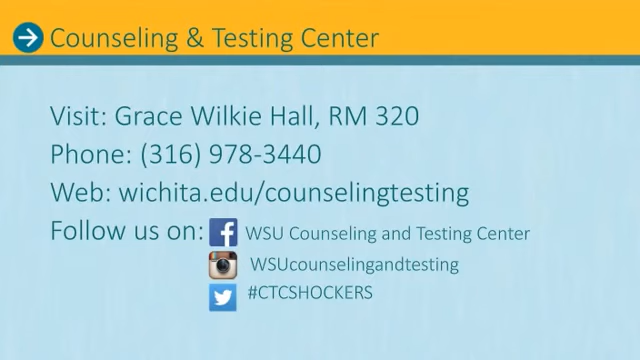 Counseling & Testing Center
Visit: Grace Wilkie Hall, RM 320
Phone: (316) 978-3440
Web: wichita.edu/counselingtesting
Follow us on: WSU Counseling and Testing Center
WSUcounselingandtesting
#CTCSHOCKERS